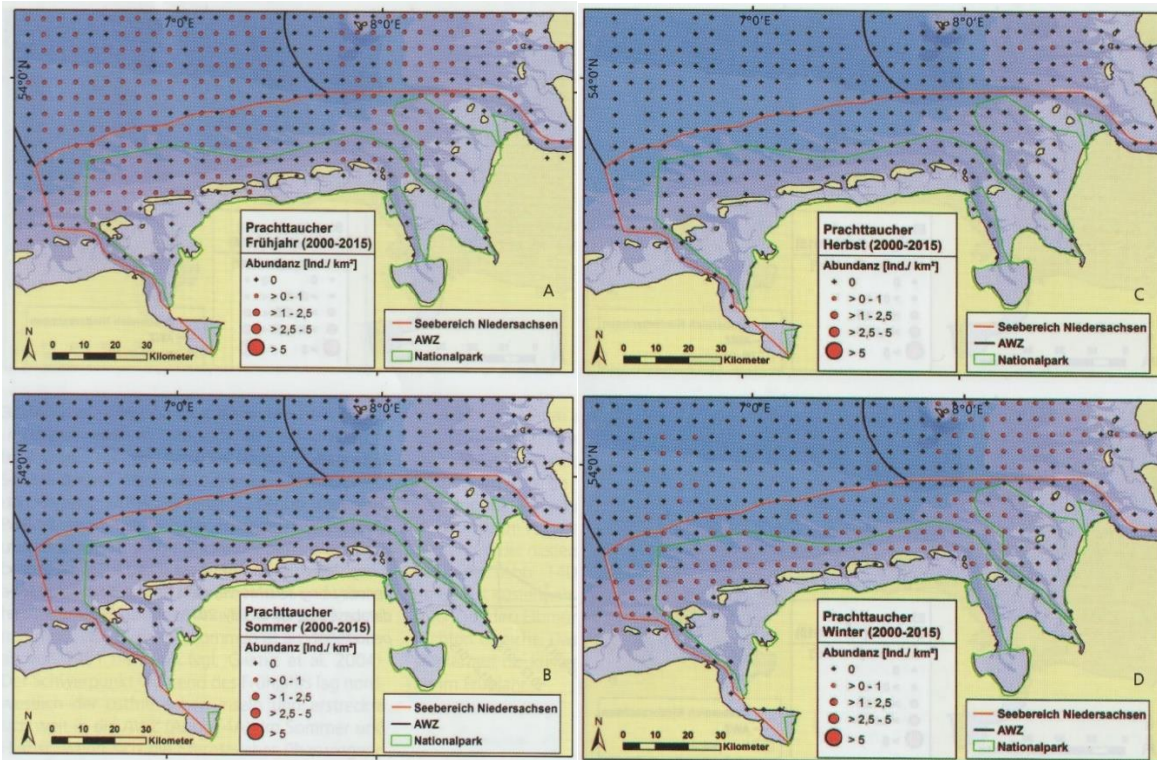 7°0'E
8°0'E
54°0'N
Prachttaucher
Frühjahr (2000-2015)
Abundanz [Ind./ km²]
0
> 0 - 1
> 1 - 2,5
> 2,5 - 5
> 5
A
N
0 10 20 30
Kilometer
Seebereich Niedersachsen
AWZ
Nationalpark
7°0'E
8°0'E
54°0'N
Prachttaucher
Herbst (2000-2015)
Abundanz [Ind./ km²]
0
> 0 - 1
> 1 - 2,5
> 2,5 - 5
> 5
C
N
0 10 20 30
Kilometer
Seebereich Niedersachsen
AWZ
Nationalpark
7°0'E
8°0'E
54°0'N
Prachttaucher
Sommer (2000-2015)
Abundanz [Ind./ km²]
0
> 0 - 1
> 1 - 2,5
> 2,5 - 5
> 5
B
N
0 10 20 30
Kilometer
Seebereich Niedersachsen
AWZ
Nationalpark
7°0'E
8°0'E
54°0'N
Prachttaucher
Winter (2000-2015)
Abundanz [Ind./ km²]
0
> 0 - 1
> 1 - 2,5
> 2,5 - 5
> 5
D
N
0 10 20 30
Kilometer
Seebereich Niedersachsen
AWZ
Nationalpark